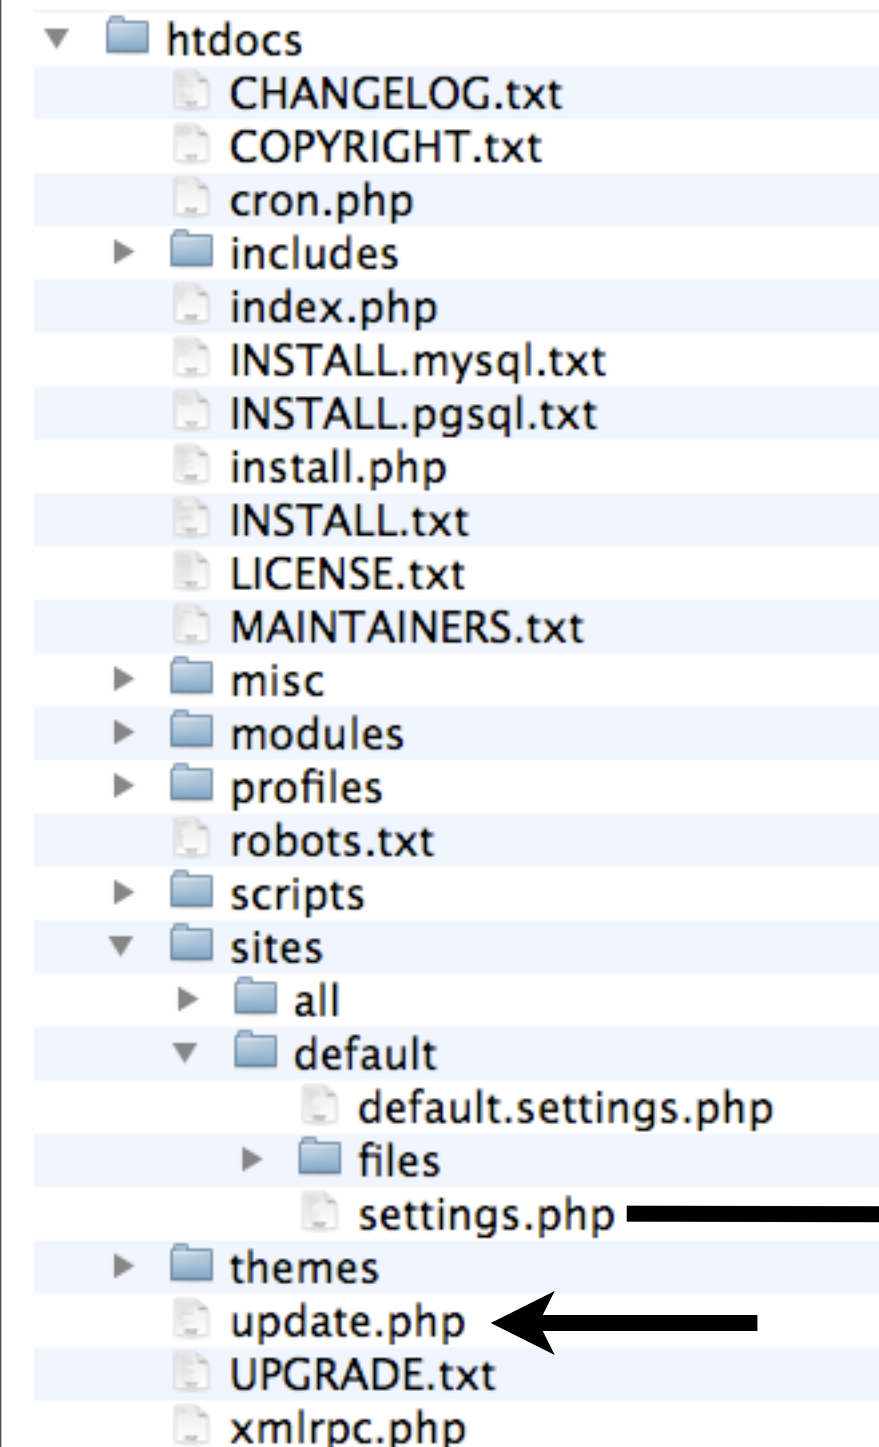 htdocs
CHANGELOG.txt
COPYRIGHT.txt
cron.php
includes
index.php
INSTALL.mysql.txt
INSTALL.pgsql.txt
install.php
INSTALL.txt
LICENSE.txt
MAINTAINERS.txt
misc
modules
profiles
robots.txt
scripts
sites
all
default
default.settings.php
files
settings.php
themes
update.php
UPGRADE.txt
xmlrpc.php